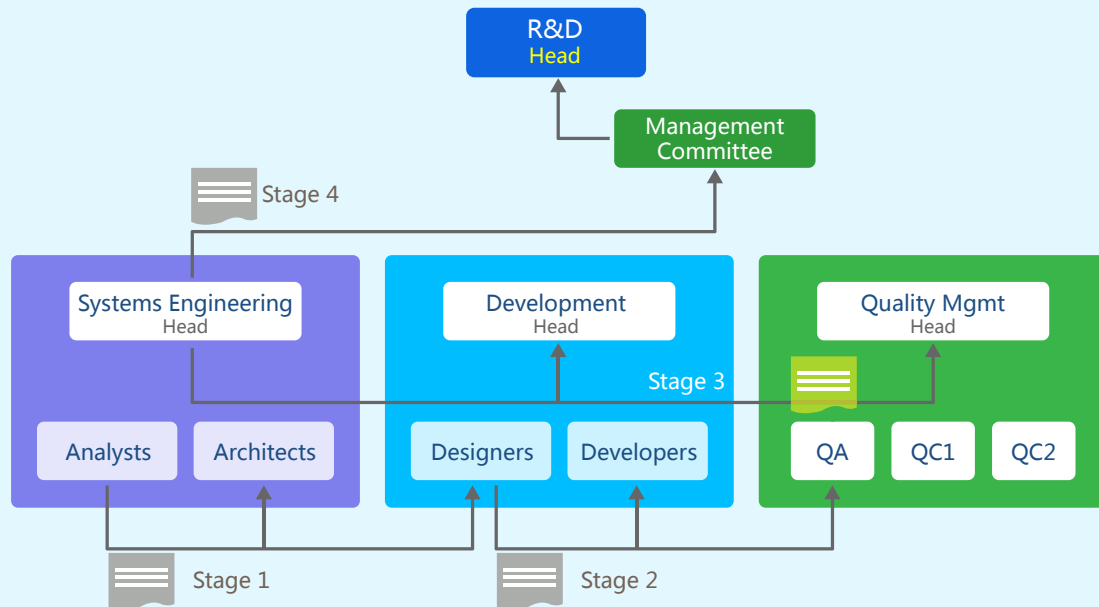 R&D
Head
Management
Committee
Stage 4
Systems Engineering
Head
Development
Head
Quality Mgmt
Head
Stage 3
Analysts
Architects
Designers
Developers
QA
QC1
QC2
Stage 1
Stage 2